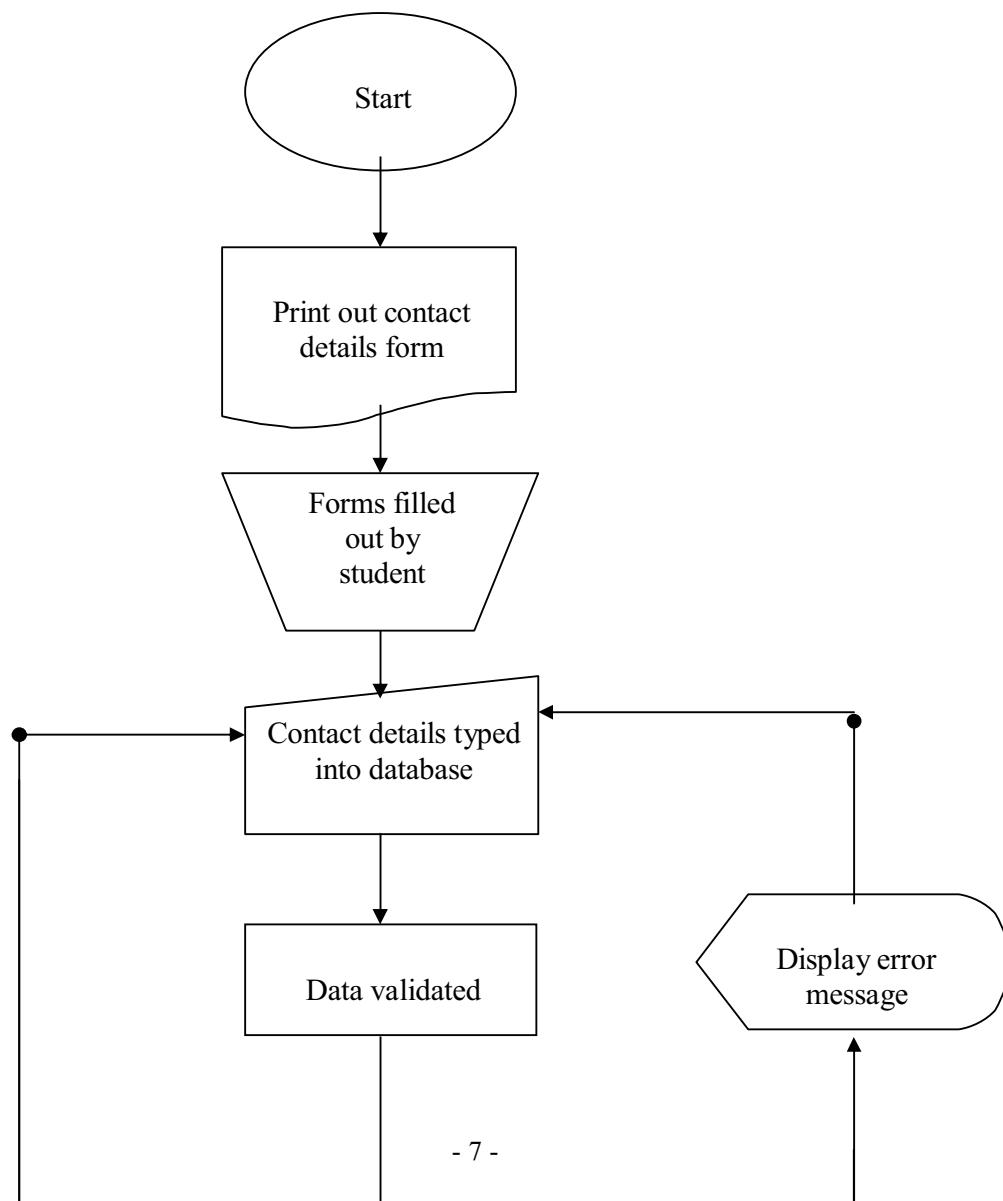 Start
Print out contact
details form
Forms filled
out by
student
Contact details typed
into database
Data validated
Display error
message
- 7 -